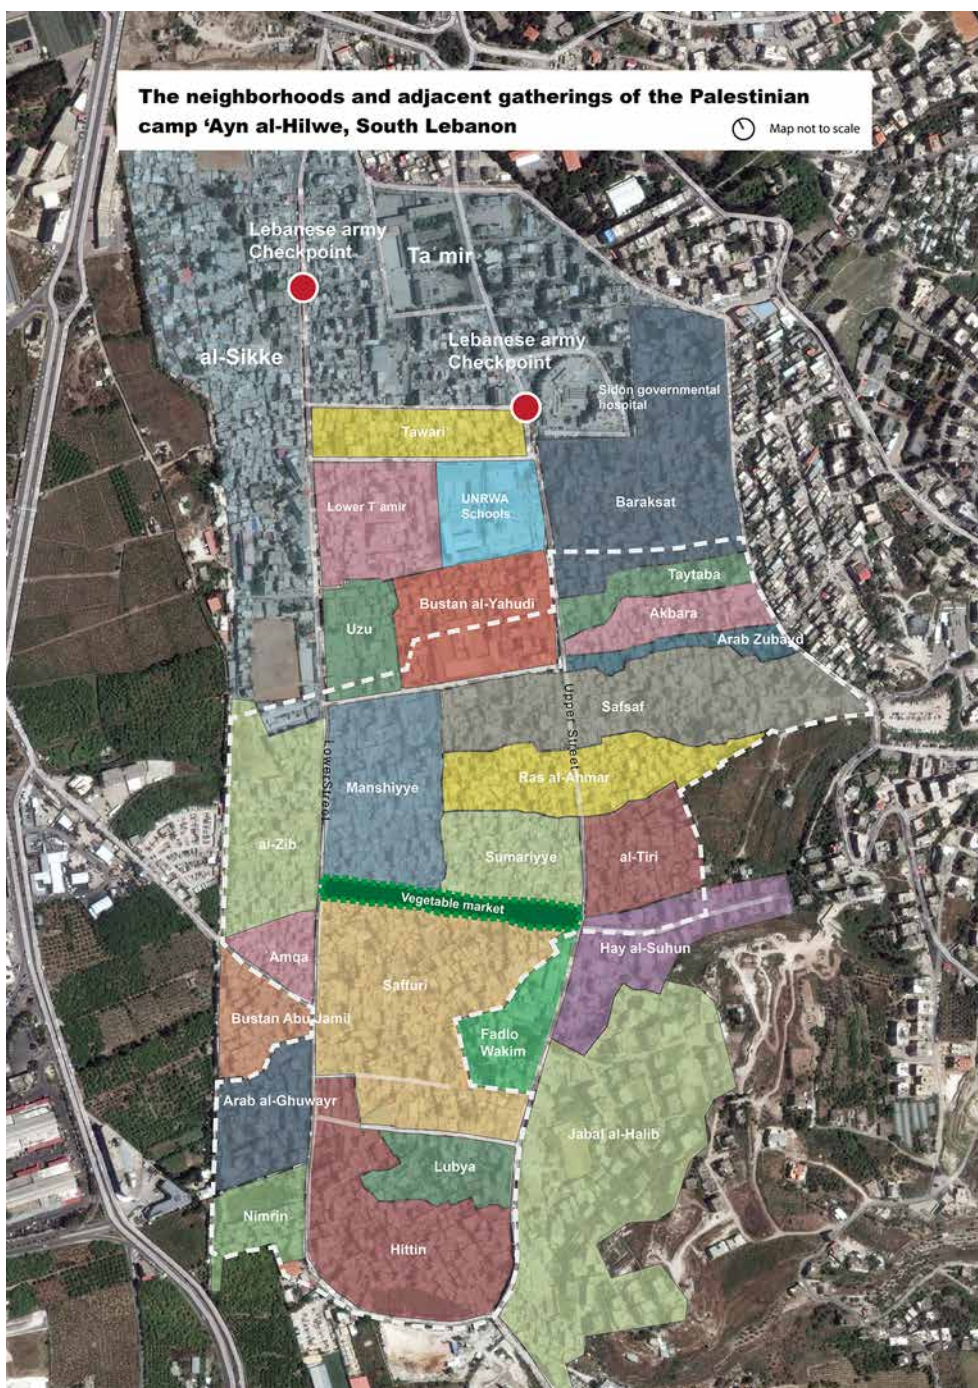 The neighborhoods and adjacent gatherings of the Palestinian
camp ‘Ayn al-Hilwe, South Lebanon
Map not to scale
Lebanese army
Checkpoint
Ta´mir
Lebanese army
Checkpoint
al-Sikke
Sidon governmental
hospital
Tawari´
Lower T´amir
UNRWA
Schools
Baraksat
Taytaba
Bustan al-Yahudi
Akbara
Uzu
Arab Zubayd
Safsaf
Upper Street
Lower Street
Ras al-Ahmar
Manshiyye
al-Zib
Sumariyye
al-Tiri
Vegetable market
Hay al-Suhun
Amqa
Saffuri
Bustan Abu Jamil
Fadlo
Wakim
Arab al-Ghuwayr
Jabal al-Halib
Lubya
Nimrin
Hittin